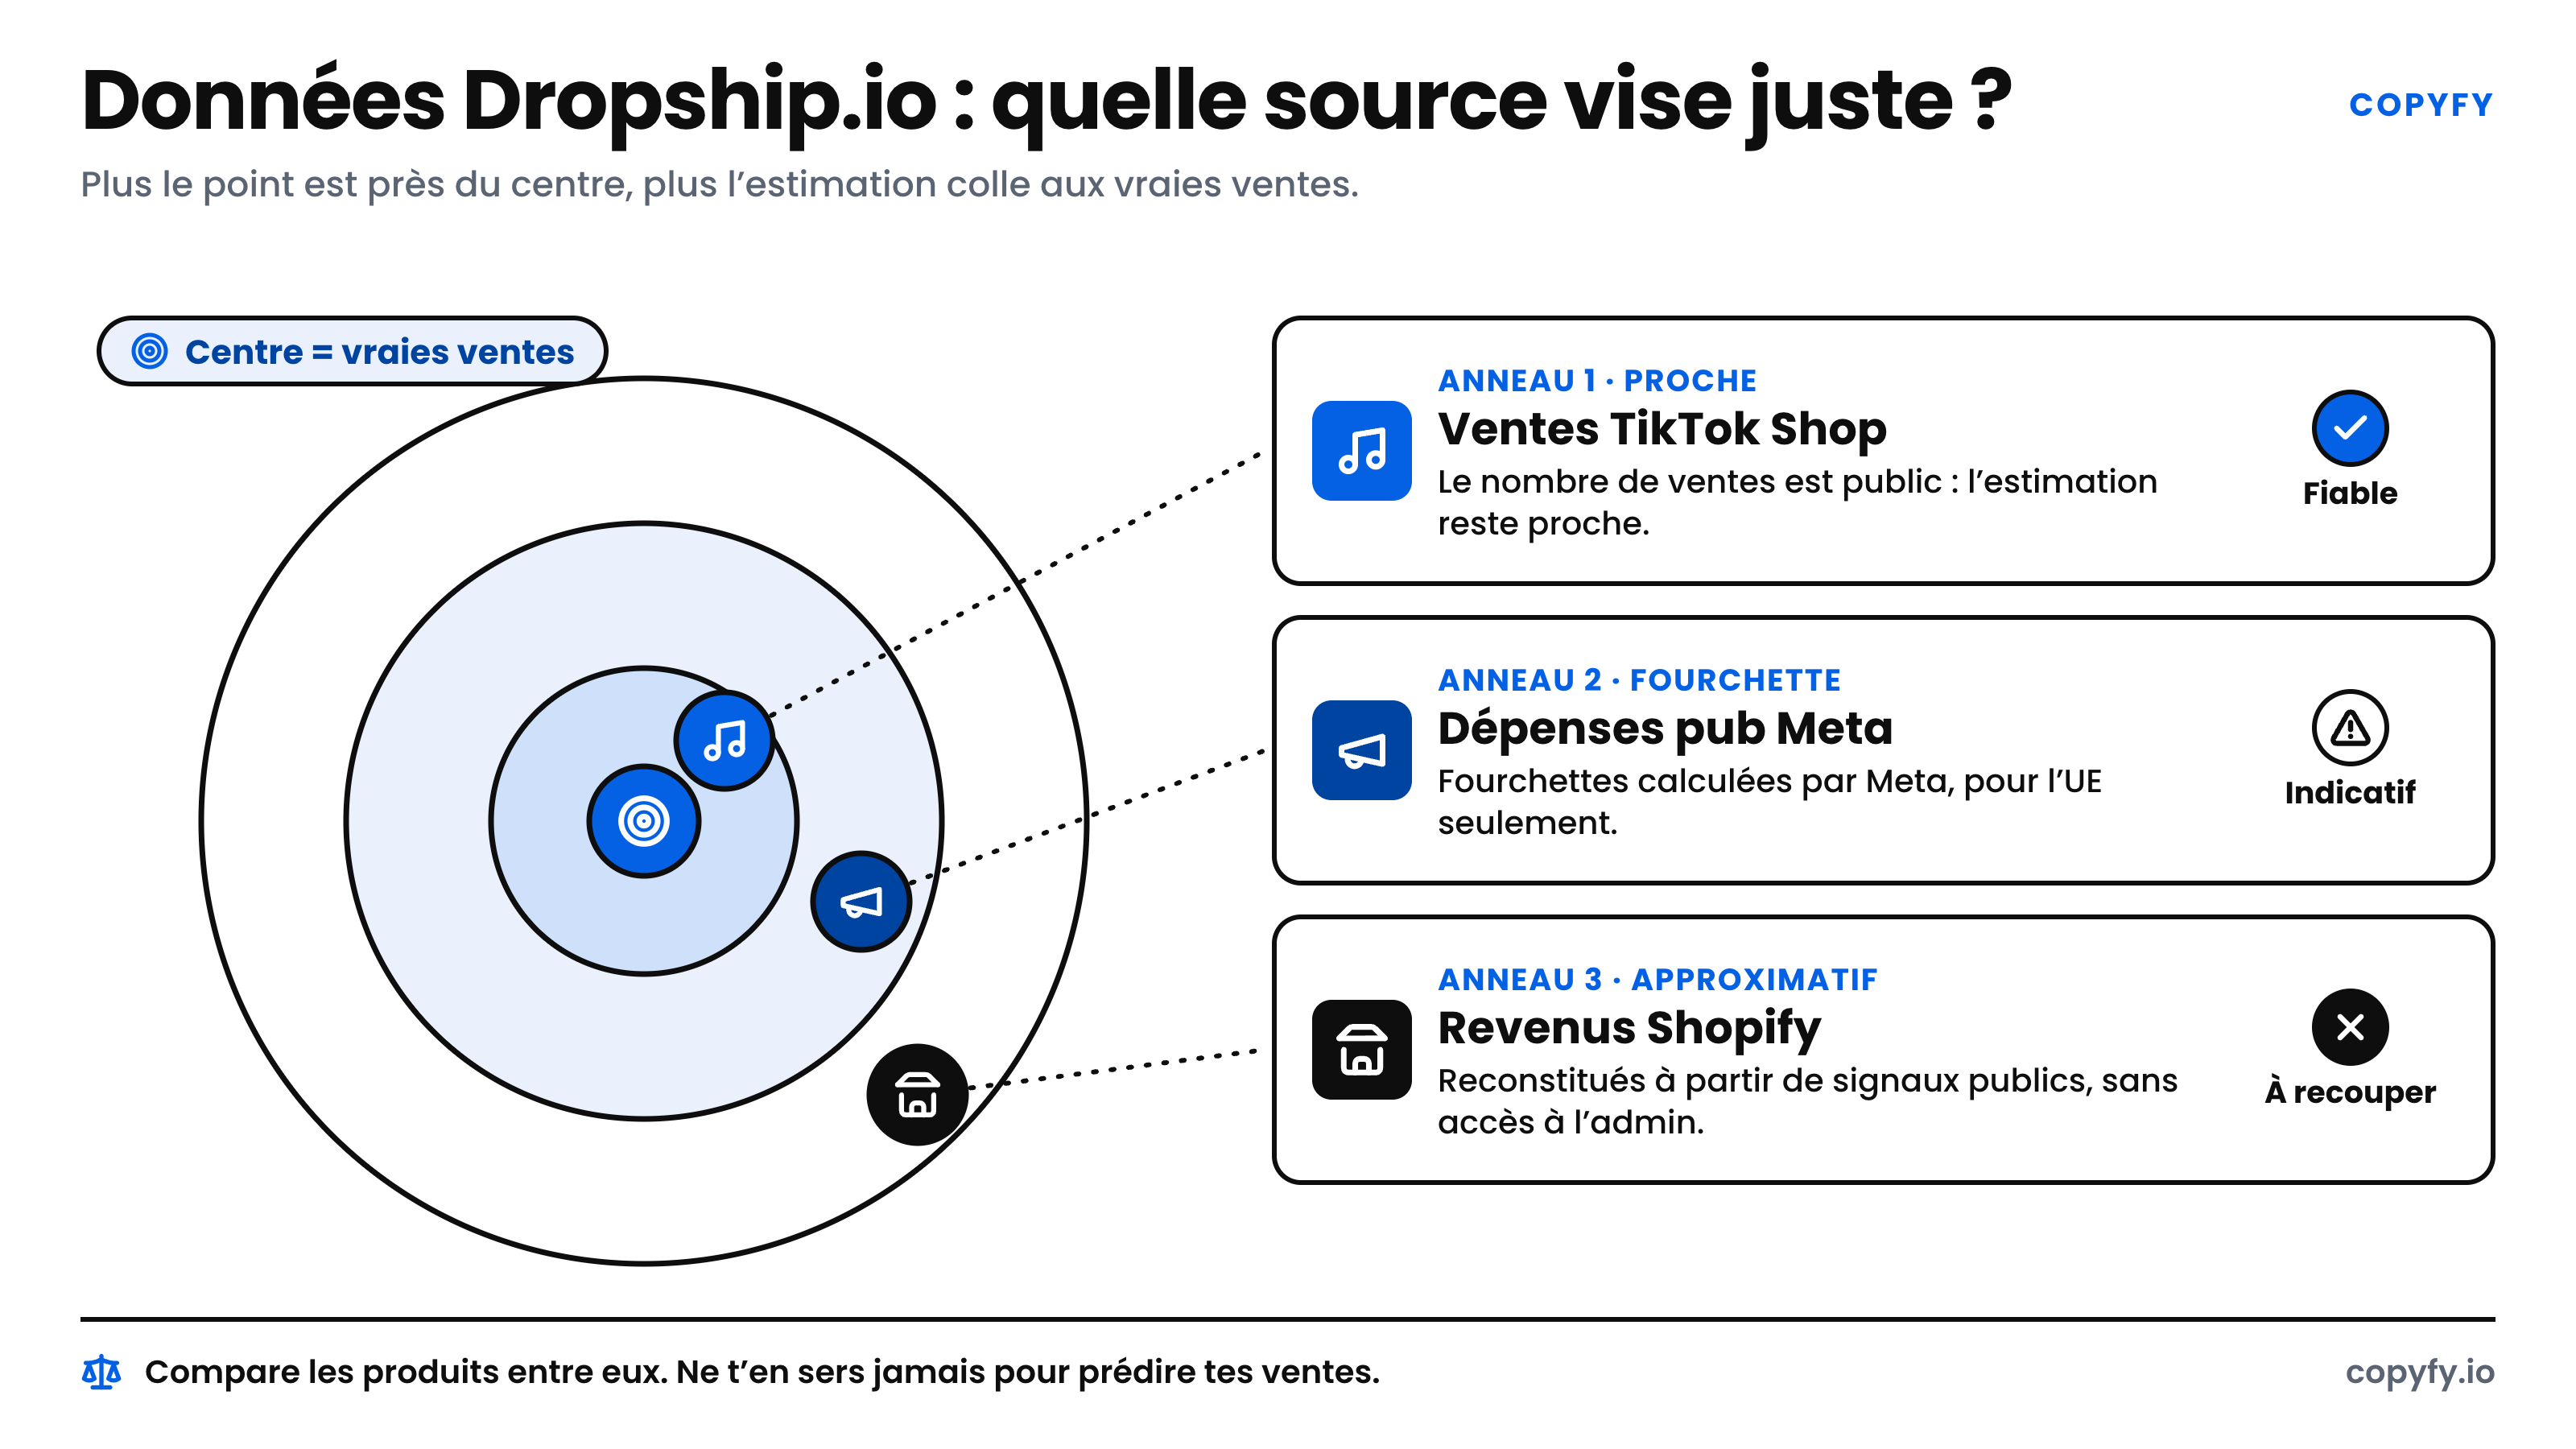 Données Dropship.io : quelle source vise juste ?
COPYFY
Plus le point est près du centre, plus l’estimation colle aux vraies ventes.
Centre = vraies ventes
ANNEAU 1 · PROCHE
Ventes TikTok Shop
Le nombre de ventes est public : l’estimation
reste proche.
Fiable
ANNEAU 2 · FOURCHETTE
Dépenses pub Meta
Fourchettes calculées par Meta, pour l’UE
seulement.
Indicatif
ANNEAU 3 · APPROXIMATIF
Revenus Shopify
Reconstitués à partir de signaux publics, sans
accès à l’admin.
À recouper
Compare les produits entre eux. Ne t’en sers jamais pour prédire tes ventes.
copyfy.io